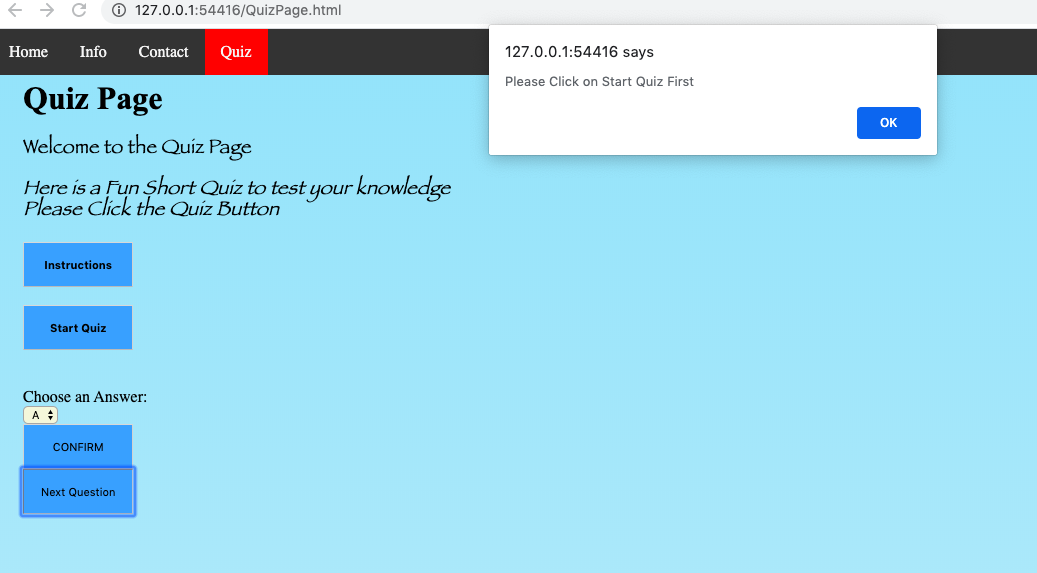 127.0.0.1:54416/QuizPage.html
Home Info Contact Quiz
127.0.0.1:54416 says
Please Click on Start Quiz First
OK
Quiz Page
Welcome to the Quiz Page
Here is a Fun Short Quiz to test your knowledge
Please Click the Quiz Button
Instructions
Start Quiz
Choose an Answer:
A
CONFIRM
Next Question